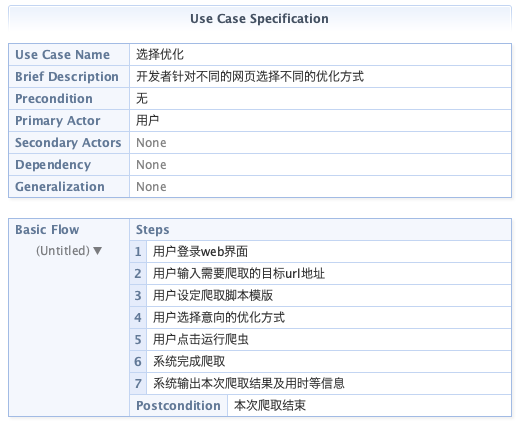 Use Case Specification
Use Case Name 选择优化
Brief Description 开发者针对不同的网页选择不同的优化方式
Precondition 无
Primary Actor 用户
Secondary Actors None
Dependency None
Generalization None
Basic Flow Steps
(Untitled) ▼
1 用户登录web界面
2 用户输入需要爬取的目标url地址
3 用户设定爬取脚本模版
4 用户选择意向的优化方式
5 用户点击运行爬虫
6 系统完成爬取
7 系统输出本次爬取结果及用时等信息
Postcondition 本次爬取结束